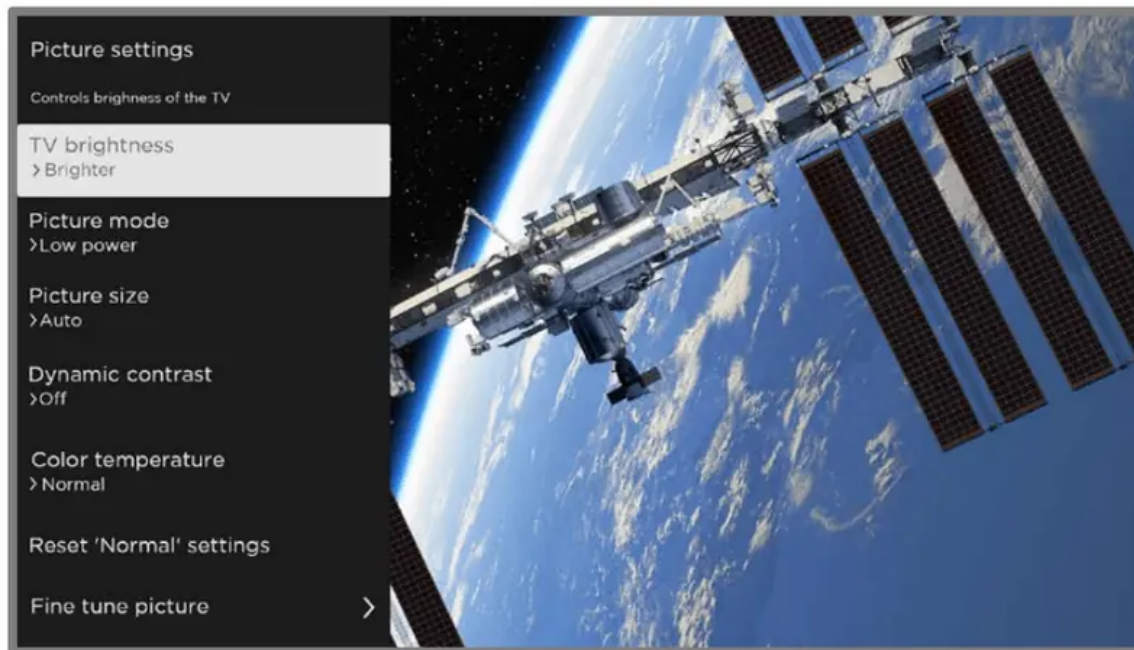 Picture settings
Controls brighness of the TV
TV brightness
>Brighter
Picture mode
>Low power
Picture size
>Auto
Dynamic contrast
>Off
Color temperature
>Normal
Reset 'Normal' settings
Fine tune picture >